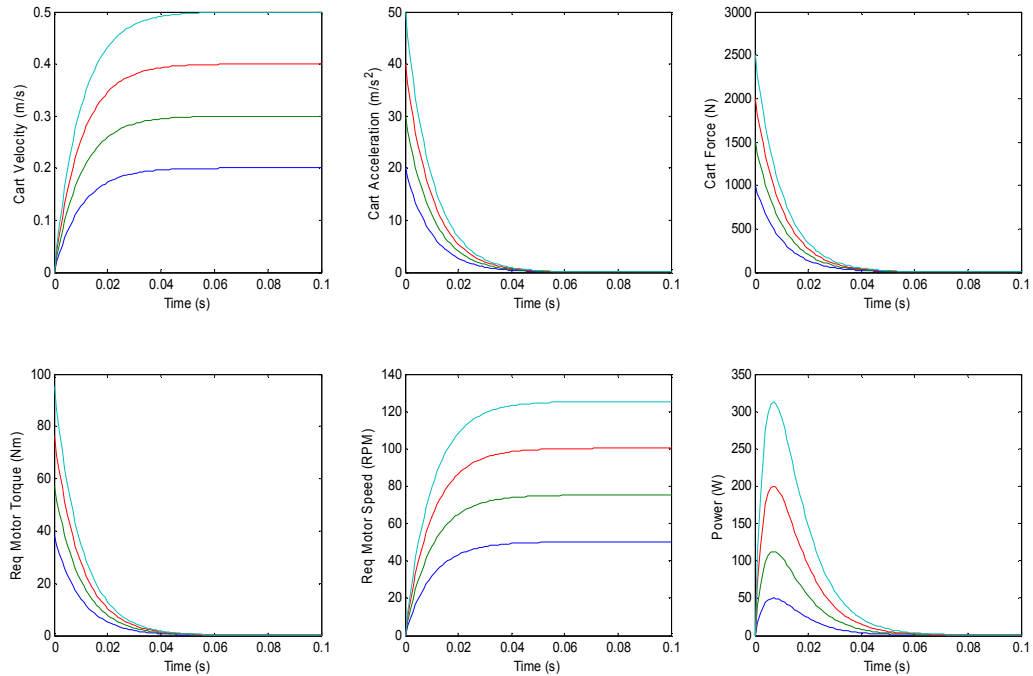 0.5
0.4
0.3
0.2
0.1
0
Cart Velocity (m/s)
0 0.02 0.04 0.06 0.08 0.1
Time (s)
50
40
30
20
10
0
Cart Acceleration (m/s²)
0 0.02 0.04 0.06 0.08 0.1
Time (s)
3000
2500
2000
1500
1000
500
0
Cart Force (N)
0 0.02 0.04 0.06 0.08 0.1
Time (s)
100
80
60
40
20
0
Req Motor Torque (Nm)
0 0.02 0.04 0.06 0.08 0.1
Time (s)
140
120
100
80
60
40
20
0
Req Motor Speed (RPM)
0 0.02 0.04 0.06 0.08 0.1
Time (s)
350
300
250
200
150
100
50
0
Power (W)
0 0.02 0.04 0.06 0.08 0.1
Time (s)